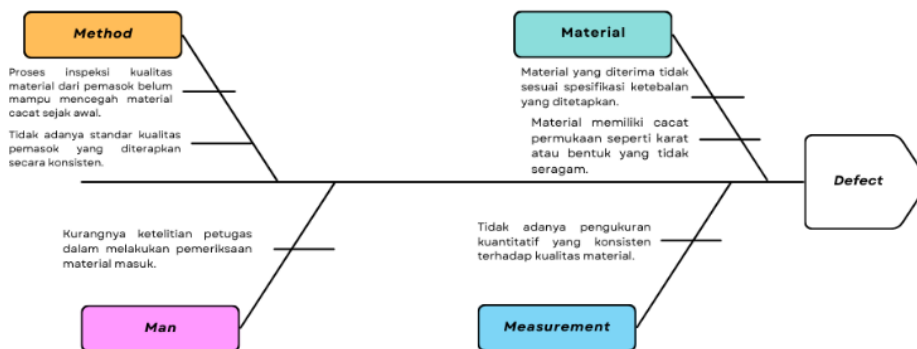 Method
Proses inspeksi kualitas
material dari pemasok belum
mampu mencegah material
cacat sejak awal.
Tidak adanya standar kualitas
pemasok yang diterapkan
secara konsisten.
Material
Material yang diterima tidak
sesuai spesifikasi ketebalan
yang ditetapkan.
Material memiliki cacat
permukaan seperti karat
atau bentuk yang tidak
seragam.
Defect
Kurangnya ketelitian petugas
dalam melakukan pemeriksaan
material masuk.
Man
Tidak adanya pengukuran
kuantitatif yang konsisten
terhadap kualitas material.
Measurement